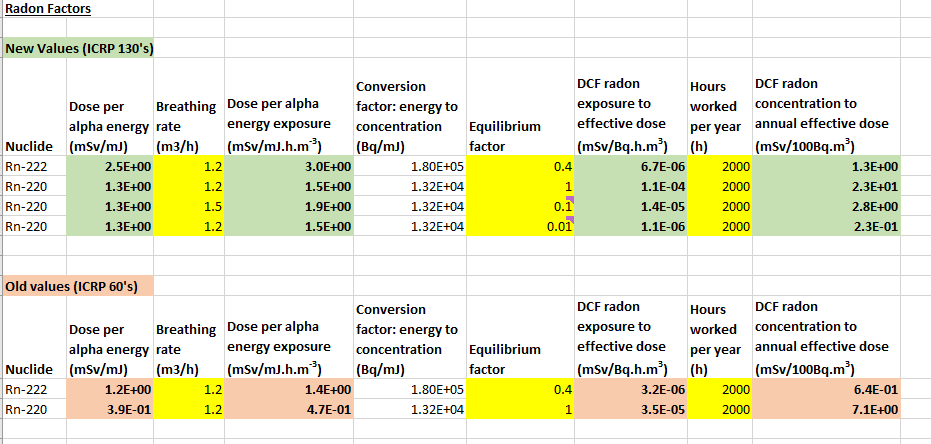 Radon Factors
New Values (ICRP 130's)
Nuclide | Dose per alpha energy (mSv/mJ) | Breathing rate (m3/h) | Dose per alpha energy exposure (mSv/mJ.h.m⁻³) | Conversion factor: energy to concentration (Bq/mJ) | Equilibrium factor | DCF radon exposure to effective dose (mSv/Bq.h.m³) | Hours worked per year (h) | DCF radon concentration to annual effective dose (mSv/100Bq.m³)
Rn-222 2.5E+00 1.2 3.0E+00 1.80E+05 0.4 6.7E-06 2000 1.3E+00
Rn-220 1.3E+00 1.2 1.5E+00 1.32E+04 1 1.1E-04 2000 2.3E+01
Rn-220 1.3E+00 1.5 1.9E+00 1.32E+04 0.1 1.4E-05 2000 2.8E+00
Rn-220 1.3E+00 1.2 1.5E+00 1.32E+04 0.01 1.1E-06 2000 2.3E-01
Old values (ICRP 60's)
Nuclide | Dose per alpha energy (mSv/mJ) | Breathing rate (m3/h) | Dose per alpha energy exposure (mSv/mJ.h.m⁻³) | Conversion factor: energy to concentration (Bq/mJ) | Equilibrium factor | DCF radon exposure to effective dose (mSv/Bq.h.m³) | Hours worked per year (h) | DCF radon concentration to annual effective dose (mSv/100Bq.m³)
Rn-222 1.2E+00 1.2 1.4E+00 1.80E+05 0.4 3.2E-06 2000 6.4E-01
Rn-220 3.9E-01 1.2 4.7E-01 1.32E+04 1 3.5E-05 2000 7.1E+00